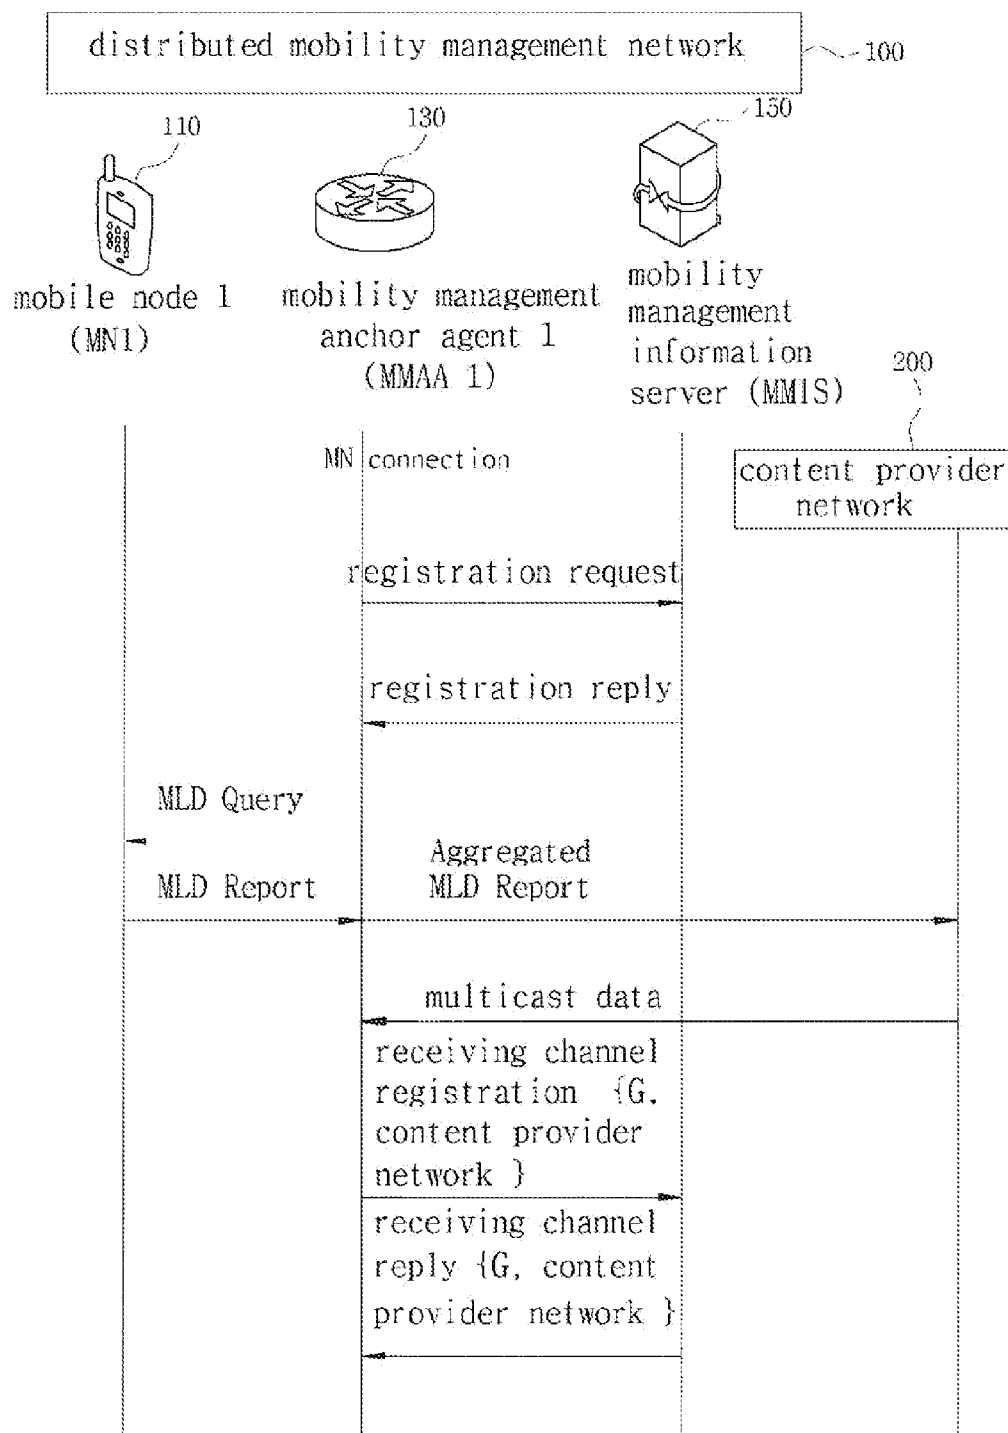 distributed mobility management network
100
110
130
150
mobile node 1
(MN1)
mobility management
anchor agent 1
(MMAA 1)
mobility
management
information
server (MMIS)
200
MN connection
content provider
network
registration request
registration reply
MLD Query
Aggregated
MLD Report
MLD Report
multicast data
receiving channel
registration {G,
content provider
network }
receiving channel
reply {G, content
provider network }